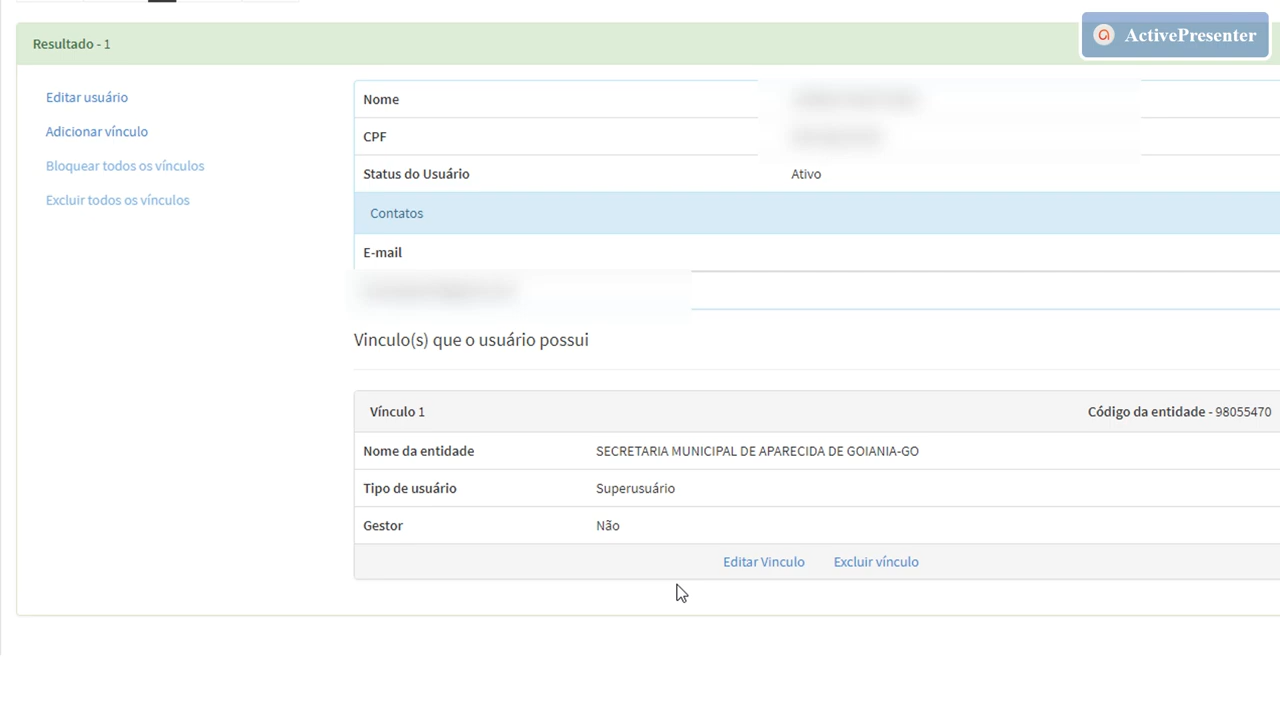 Resultado - 1
ActivePresenter
Editar usuário
Adicionar vínculo
Bloquear todos os vínculos
Excluir todos os vínculos
Nome
CPF
Status do Usuário Ativo
Contatos
E-mail
Vinculo(s) que o usuário possui
Vínculo 1 Código da entidade - 98055470
Nome da entidade SECRETARIA MUNICIPAL DE APARECIDA DE GOIANIA-GO
Tipo de usuário Superusuário
Gestor Não
Editar Vinculo Excluir vínculo